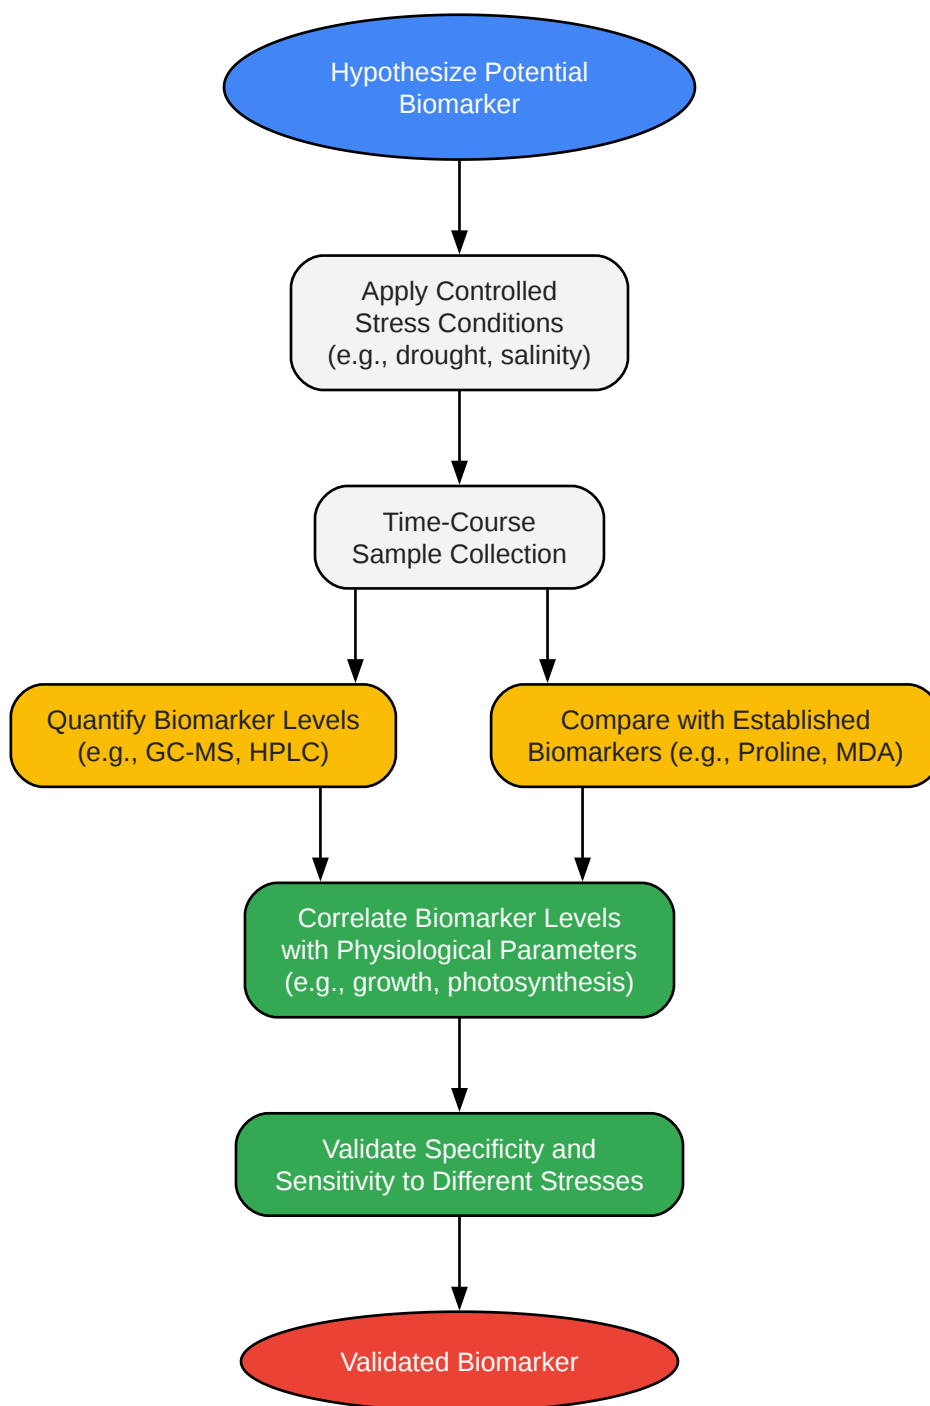 Hypothesize Potential
Biomarker
Apply Controlled
Stress Conditions
(e.g., drought, salinity)
Time-Course
Sample Collection
Quantify Biomarker Levels
(e.g., GC-MS, HPLC)
Compare with Established
Biomarkers (e.g., Proline, MDA)
Correlate Biomarker Levels
with Physiological Parameters
(e.g., growth, photosynthesis)
Validate Specificity and
Sensitivity to Different Stresses
Validated Biomarker